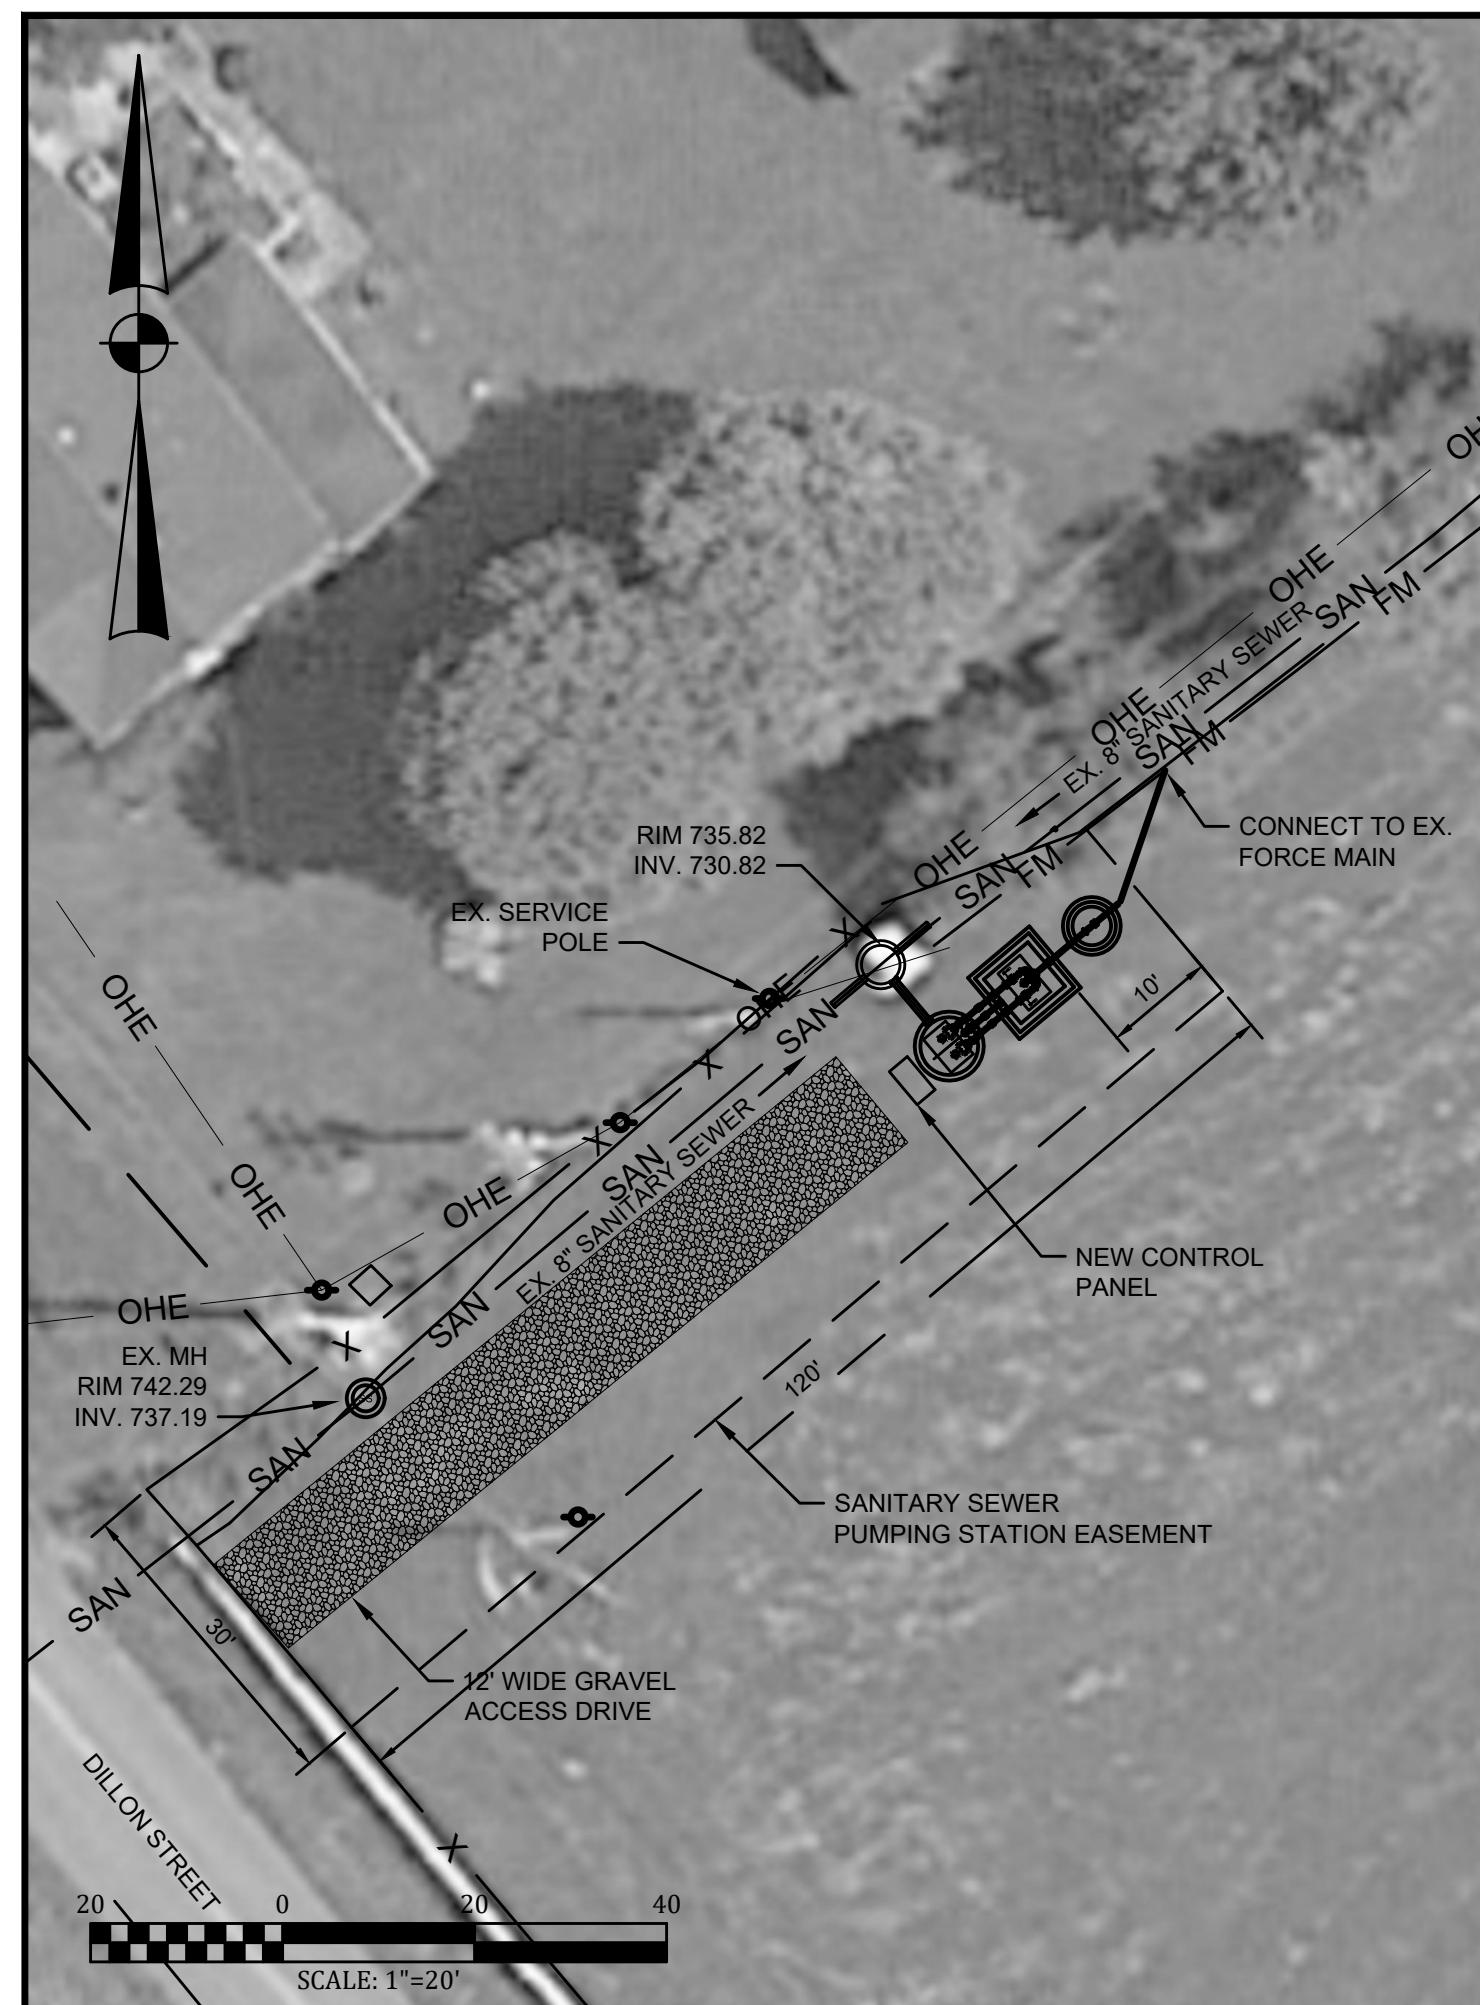 OHE
OHE
SAN
FM
EX. 8" SANITARY SEWER
OHE
SAN
FM
RIM 735.82
INV. 730.82
CONNECT TO EX.
FORCE MAIN
OHE
SAN
FM
EX. SERVICE
POLE
X
OHE
OHE
SAN
10'
X
X
OHE
OHE
SAN
EX. 8" SANITARY SEWER
NEW CONTROL
PANEL
OHE
SAN
X
EX. MH
RIM 742.29
INV. 737.19
120'
SAN
SANITARY SEWER
PUMPING STATION EASEMENT
SAN
30'
12' WIDE GRAVEL
ACCESS DRIVE
DILLON STREET
X
20 0 20 40
SCALE: 1"=20'